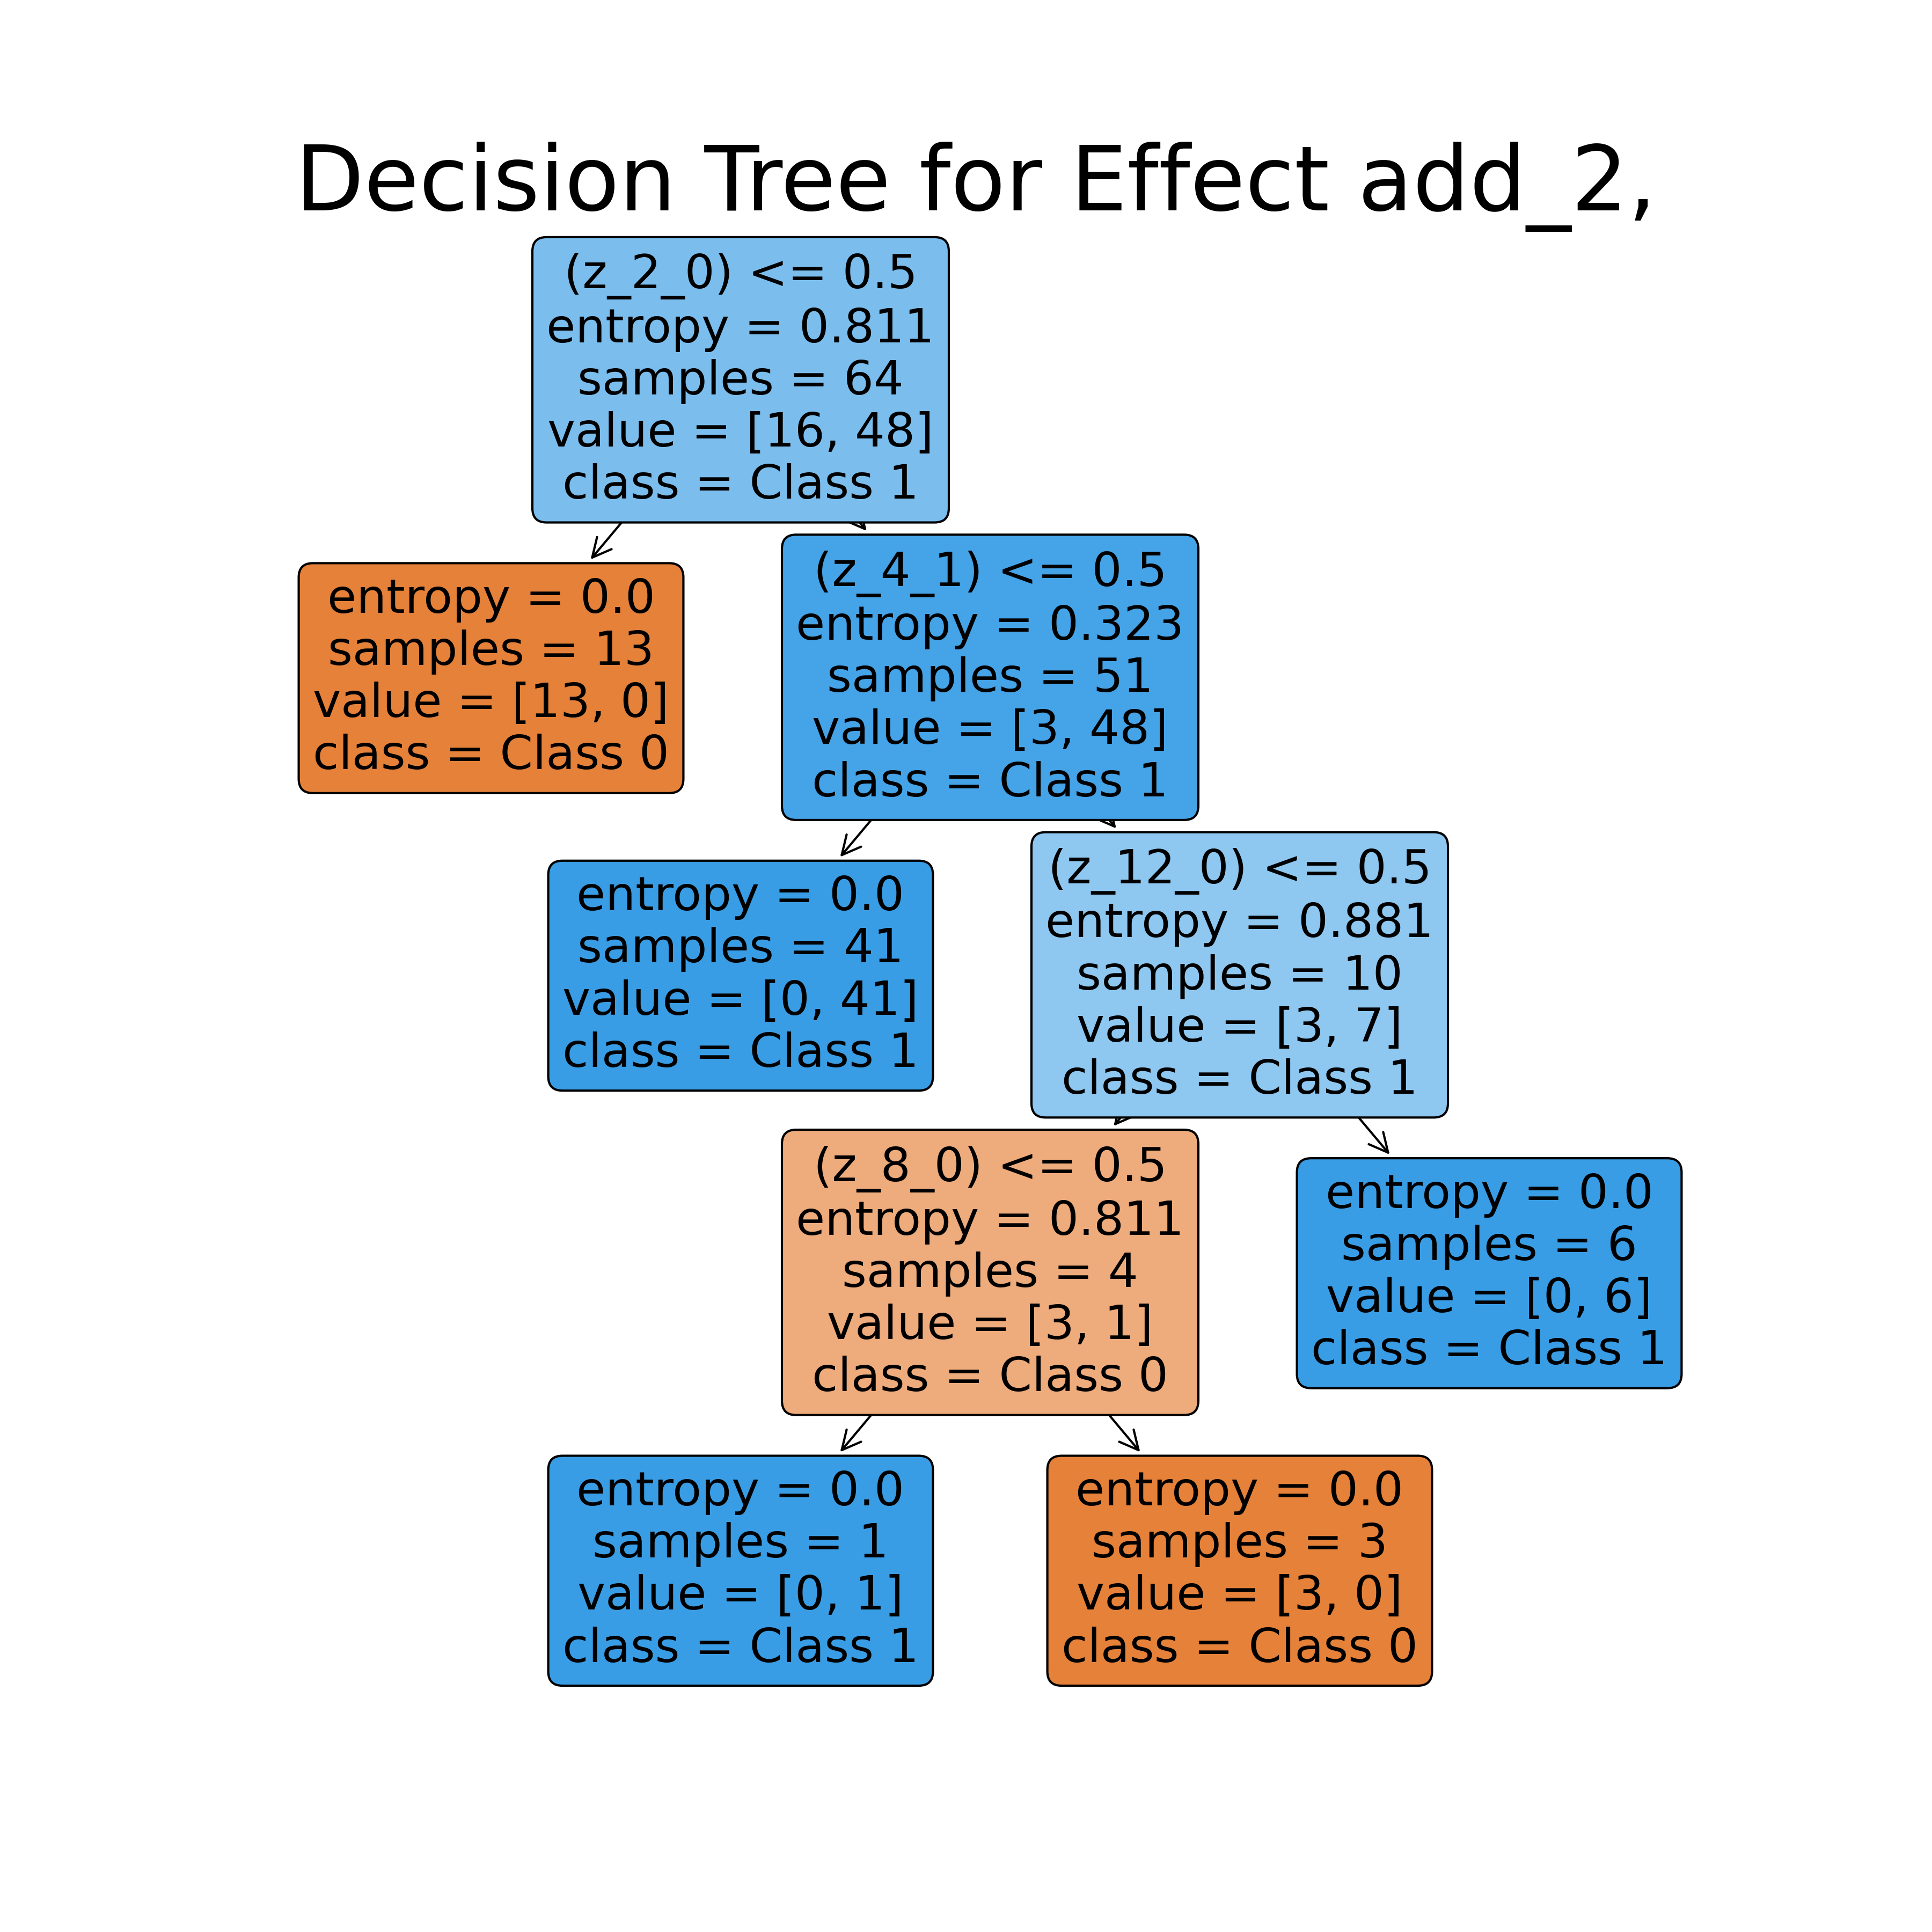 Decision Tree for Effect add_2,
(z_2_0) <= 0.5
entropy = 0.811
samples = 64
value = [16, 48]
class = Class 1
entropy = 0.0
samples = 13
value = [13, 0]
class = Class 0
(z_4_1) <= 0.5
entropy = 0.323
samples = 51
value = [3, 48]
class = Class 1
entropy = 0.0
samples = 41
value = [0, 41]
class = Class 1
(z_12_0) <= 0.5
entropy = 0.881
samples = 10
value = [3, 7]
class = Class 1
(z_8_0) <= 0.5
entropy = 0.811
samples = 4
value = [3, 1]
class = Class 0
entropy = 0.0
samples = 6
value = [0, 6]
class = Class 1
entropy = 0.0
samples = 1
value = [0, 1]
class = Class 1
entropy = 0.0
samples = 3
value = [3, 0]
class = Class 0